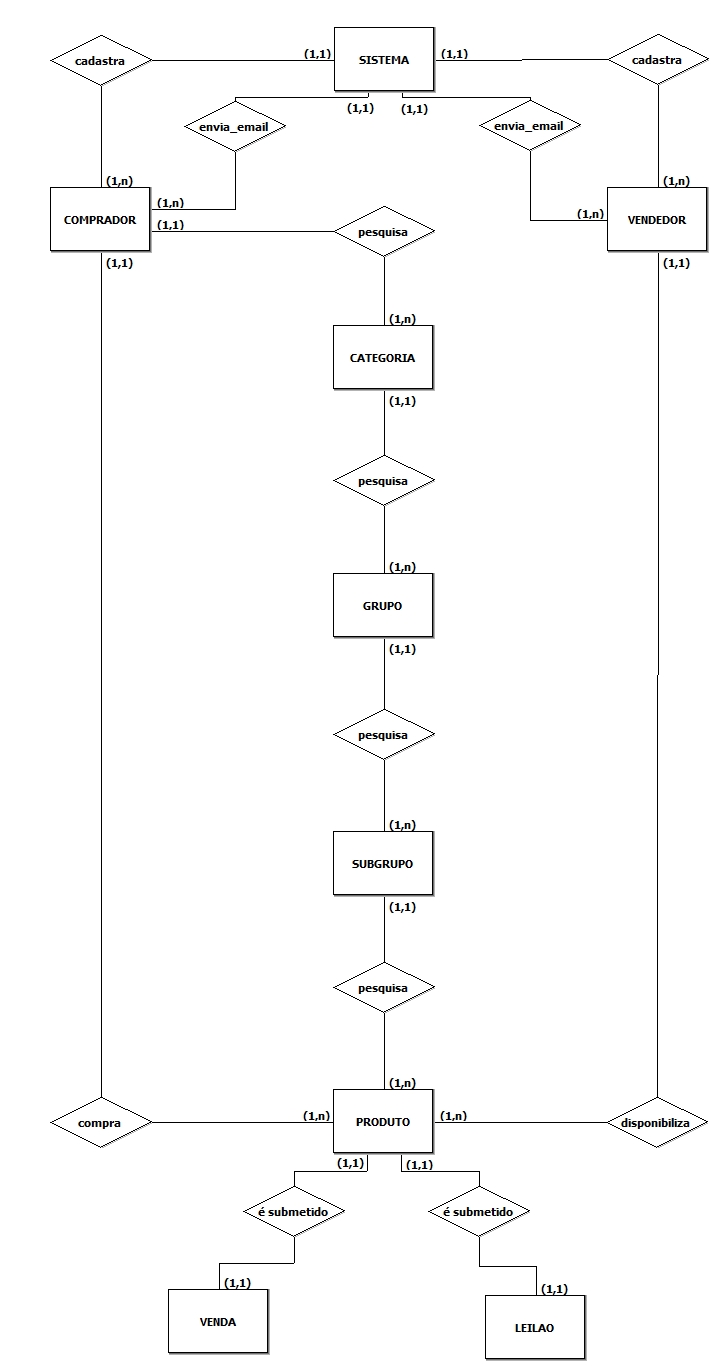 cadastra
(1,1)
SISTEMA
(1,1)
cadastra
(1,1)
(1,1)
envia_email
envia_email
(1,n)
(1,n)
COMPRADOR
(1,n)
(1,1)
pesquisa
(1,n)
VENDEDOR
(1,1)
(1,1)
(1,n)
CATEGORIA
(1,1)
pesquisa
(1,n)
GRUPO
(1,1)
pesquisa
(1,n)
SUBGRUPO
(1,1)
pesquisa
(1,n)
compra
(1,n)
PRODUTO
(1,n)
disponibiliza
(1,1)
(1,1)
é submetido
é submetido
(1,1)
(1,1)
VENDA
LEILAO